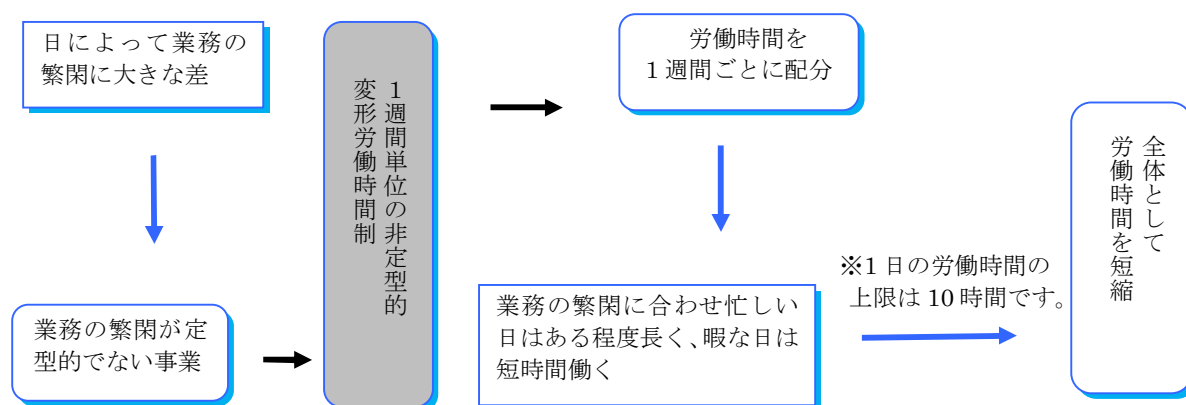 日によって業務の
繁閑に大きな差
業務の繁閑が定
型的でない事業
１週間単位の非定型的
変形労働時間制
労働時間を
１週間ごとに配分
業務の繁閑に合わせ忙しい
日はある程度長く、暇な日は
短時間働く
※1 日の労働時間の
上限は 10 時間です。
全体として
労働時間を短縮